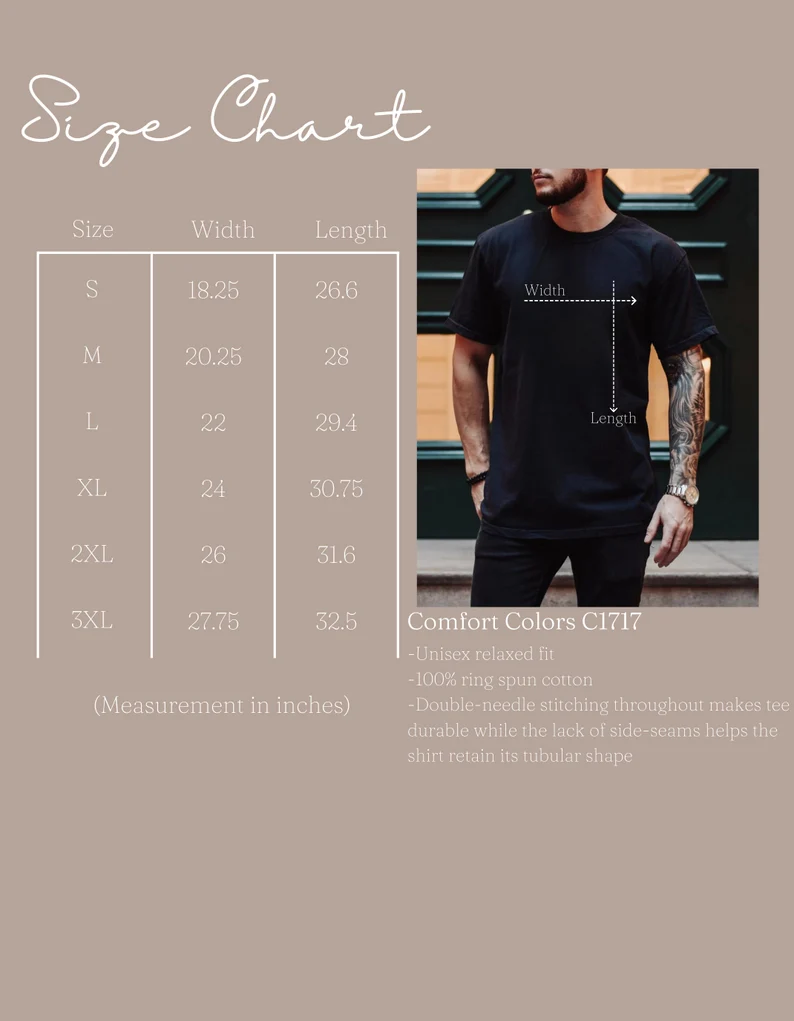 Size Chart
Size Width Length
S 18.25 26.6
M 20.25 28
L 22 29.4
XL 24 30.75
2XL 26 31.6
3XL 27.75 32.5
(Measurement in inches)
Width
Length
Comfort Colors C1717
-Unisex relaxed fit
-100% ring spun cotton
-Double-needle stitching throughout makes tee
durable while the lack of side-seams helps the
shirt retain its tubular shape